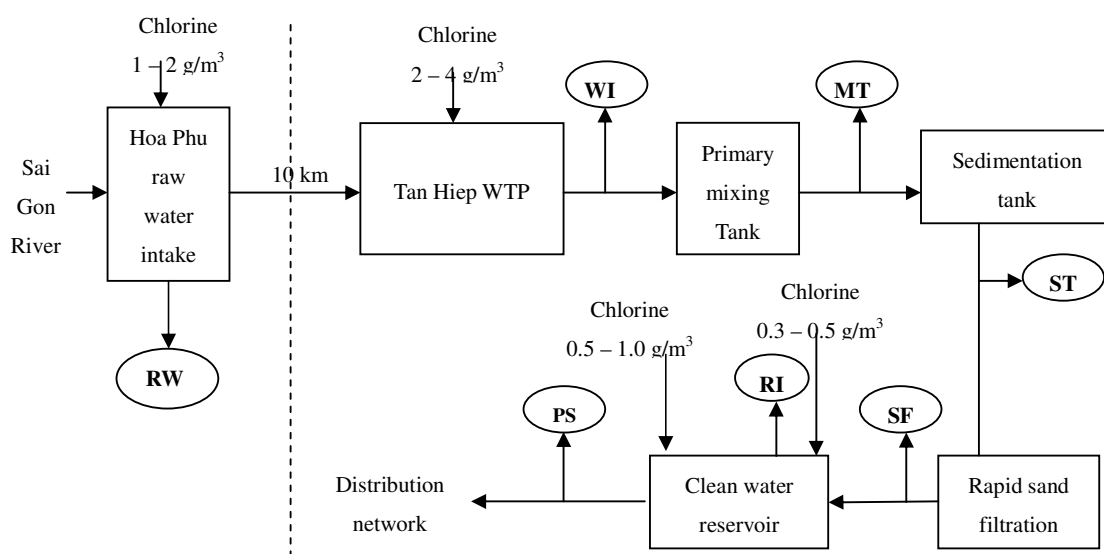 Chlorine
1 – 2 g/m³
Chlorine
2 – 4 g/m³
WI
MT
Sai
Gon
River
Hoa Phu
raw
water
intake
10 km
Tan Hiep WTP
Primary
mixing
Tank
Sedimentation
tank
ST
RW
Chlorine
0.5 – 1.0 g/m³
Chlorine
0.3 – 0.5 g/m³
PS
RI
SF
Distribution
network
Clean water
reservoir
Rapid sand
filtration